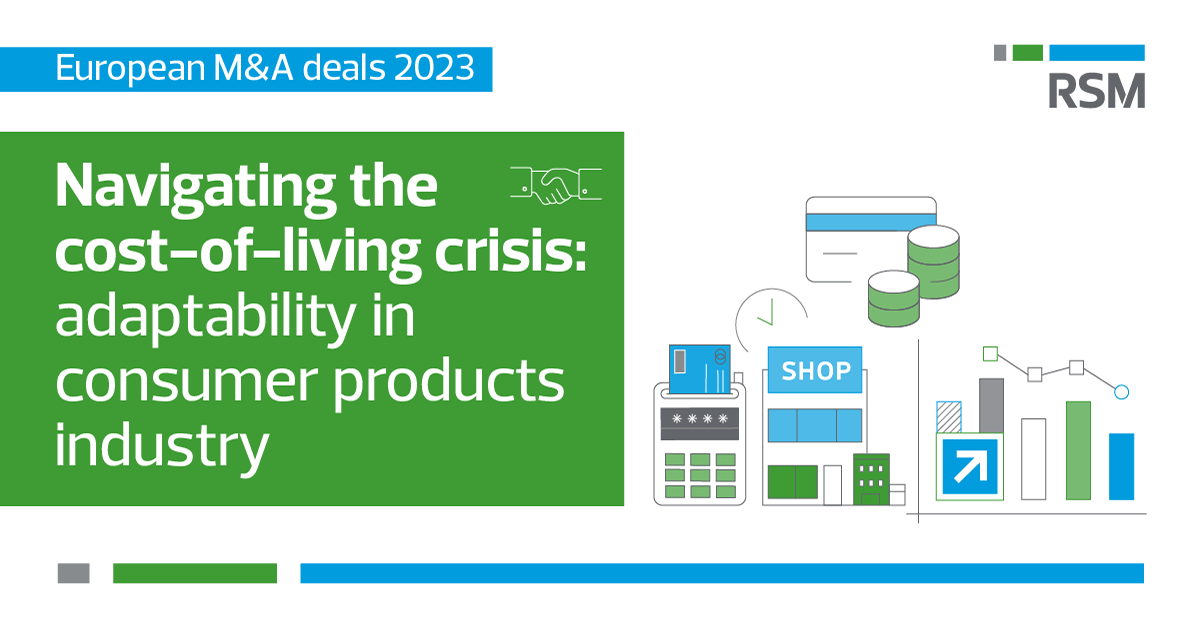 European M&A deals 2023
RSM
Navigating the
cost-of-living crisis:
adaptability in
consumer products
industry
SHOP
****